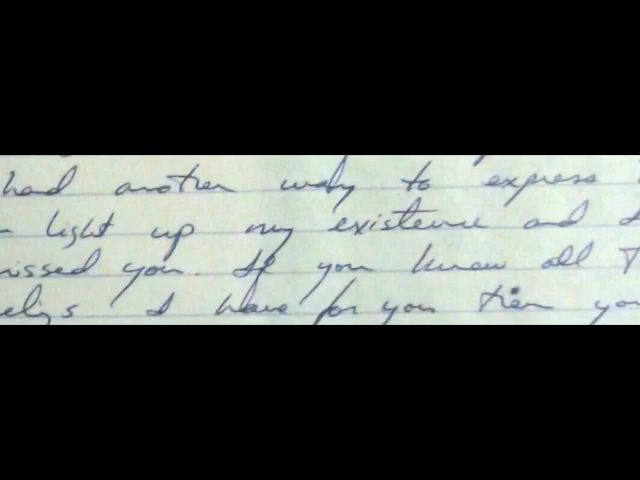 had another way to express
light up my existence and I
missed you. If you know all T
I have for you then you